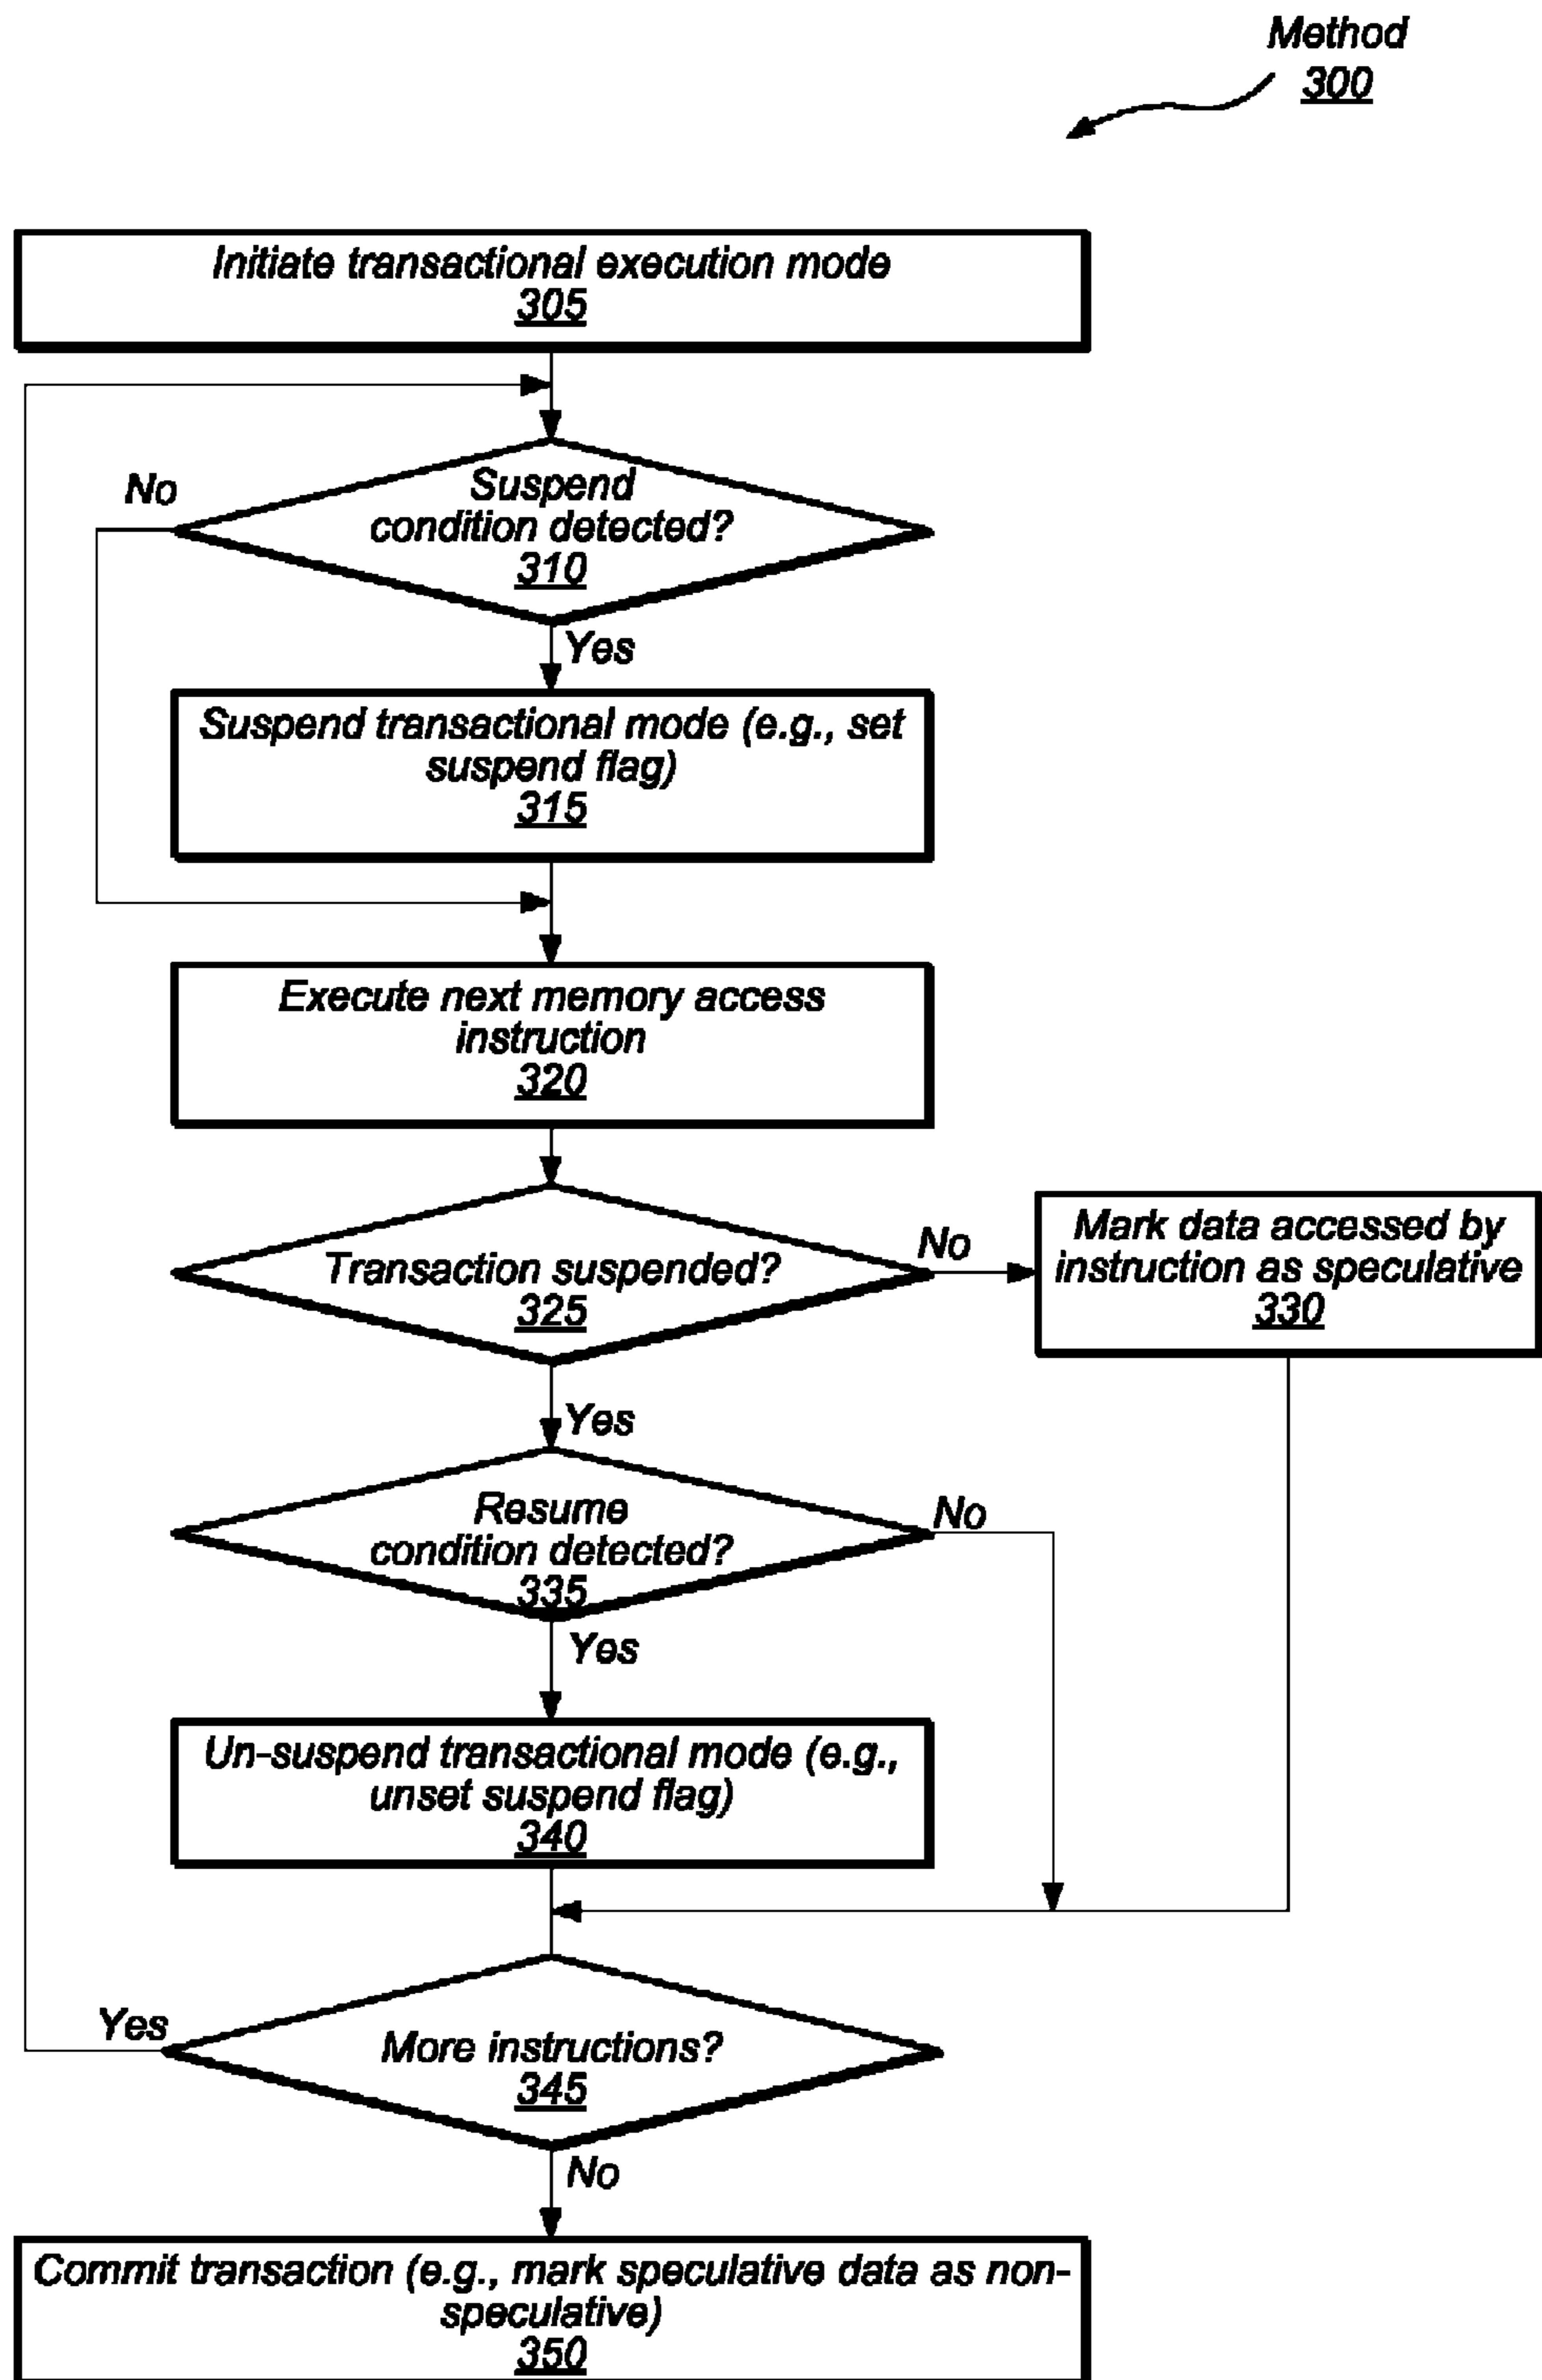 Method
300
Initiate transactional execution mode
305
No
Suspend
condition detected?
310
Yes
Suspend transactional mode (e.g., set
suspend flag)
315
Execute next memory access
instruction
320
Transaction suspended?
325
No
Mark data accessed by
instruction as speculative
330
Yes
Resume
condition detected?
335
No
Yes
Un-suspend transactional mode (e.g.,
unset suspend flag)
340
Yes
More instructions?
345
No
Commit transaction (e.g., mark speculative data as non-
speculative)
350